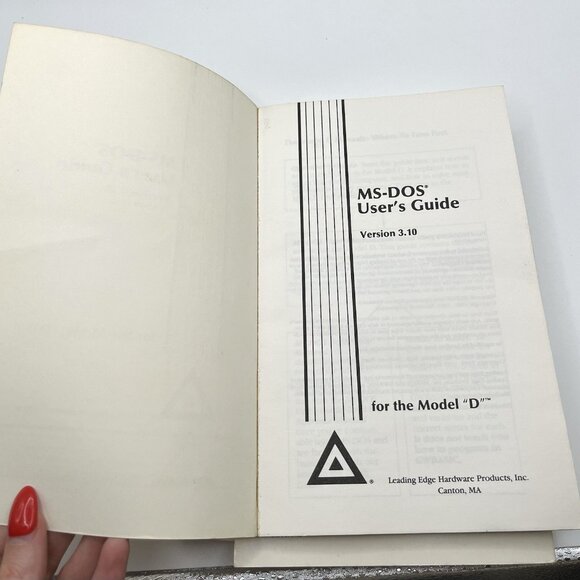 MS-DOS®
User's Guide
Version 3.10
for the Model "D"™
®
Leading Edge Hardware Products, Inc.
Canton, MA